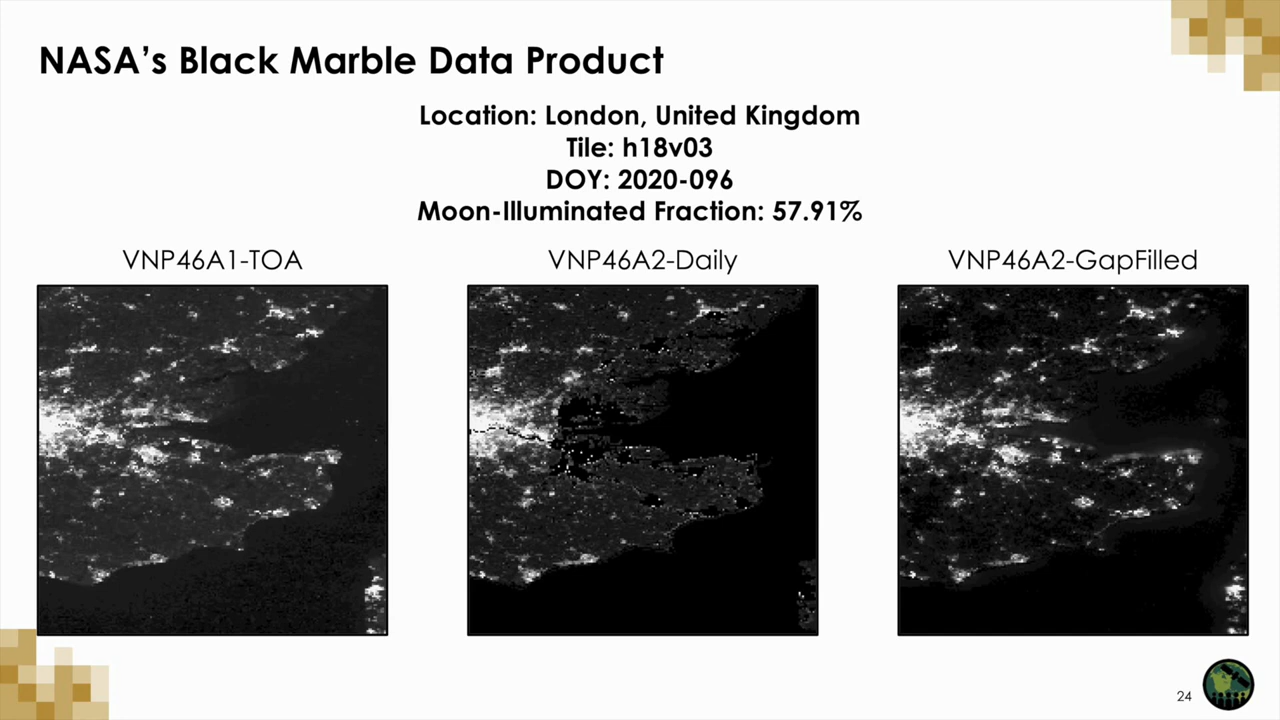 NASA’s Black Marble Data Product
Location: London, United Kingdom
Tile: h18v03
DOY: 2020-096
Moon-Illuminated Fraction: 57.91%
VNP46A1-TOA
VNP46A2-Daily
VNP46A2-GapFilled
24